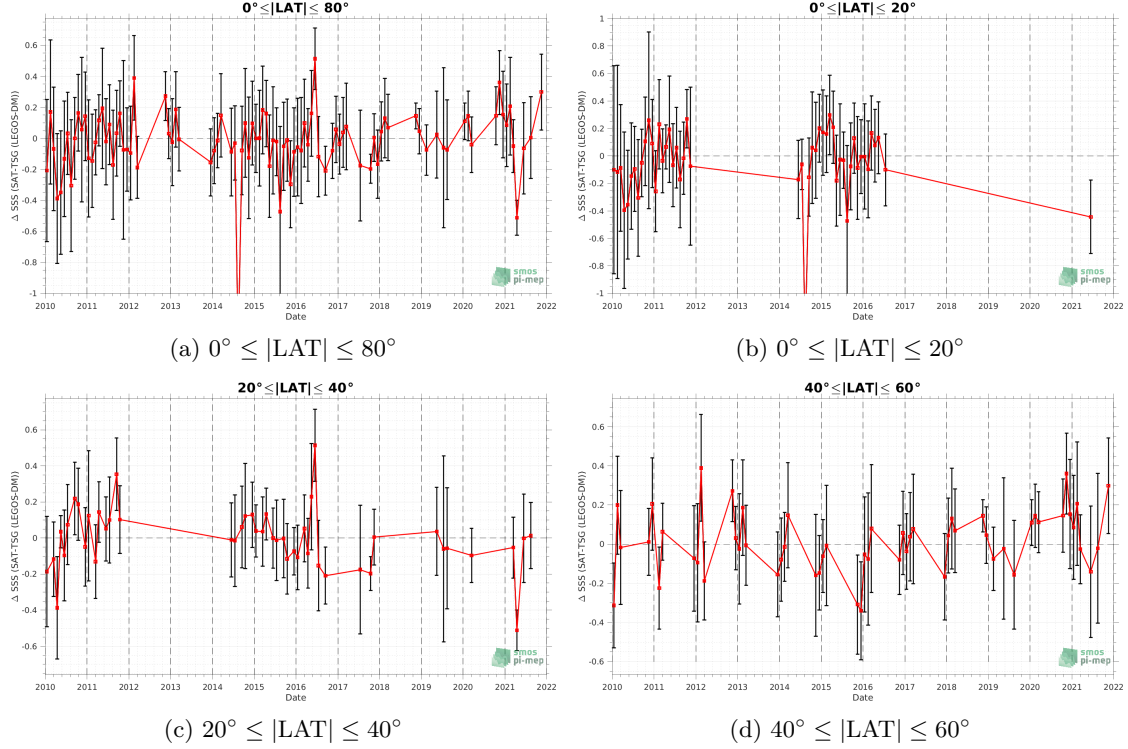 0°≤|LAT|≤ 80°
Δ SSS (SAT-TSG (LEGOS-DM))
0.6
0.4
0.2
0
-0.2
-0.4
-0.6
-0.8
-1
2010 2011 2012 2013 2014 2015 2016 2017 2018 2019 2020 2021 2022
Date
smos
pi-mep
(a) 0° ≤ |LAT| ≤ 80°
0°≤|LAT|≤ 20°
Δ SSS (SAT-TSG (LEGOS-DM))
1
0.8
0.6
0.4
0.2
0
-0.2
-0.4
-0.6
-0.8
-1
2010 2011 2012 2013 2014 2015 2016 2017 2018 2019 2020 2021 2022
Date
smos
pi-mep
(b) 0° ≤ |LAT| ≤ 20°
20°≤|LAT|≤ 40°
Δ SSS (SAT-TSG (LEGOS-DM))
0.6
0.4
0.2
0
-0.2
-0.4
-0.6
2010 2011 2012 2013 2014 2015 2016 2017 2018 2019 2020 2021 2022
Date
smos
pi-mep
(c) 20° ≤ |LAT| ≤ 40°
40°≤|LAT|≤ 60°
Δ SSS (SAT-TSG (LEGOS-DM))
0.6
0.4
0.2
0
-0.2
-0.4
-0.6
2010 2011 2012 2013 2014 2015 2016 2017 2018 2019 2020 2021 2022
Date
smos
pi-mep
(d) 40° ≤ |LAT| ≤ 60°